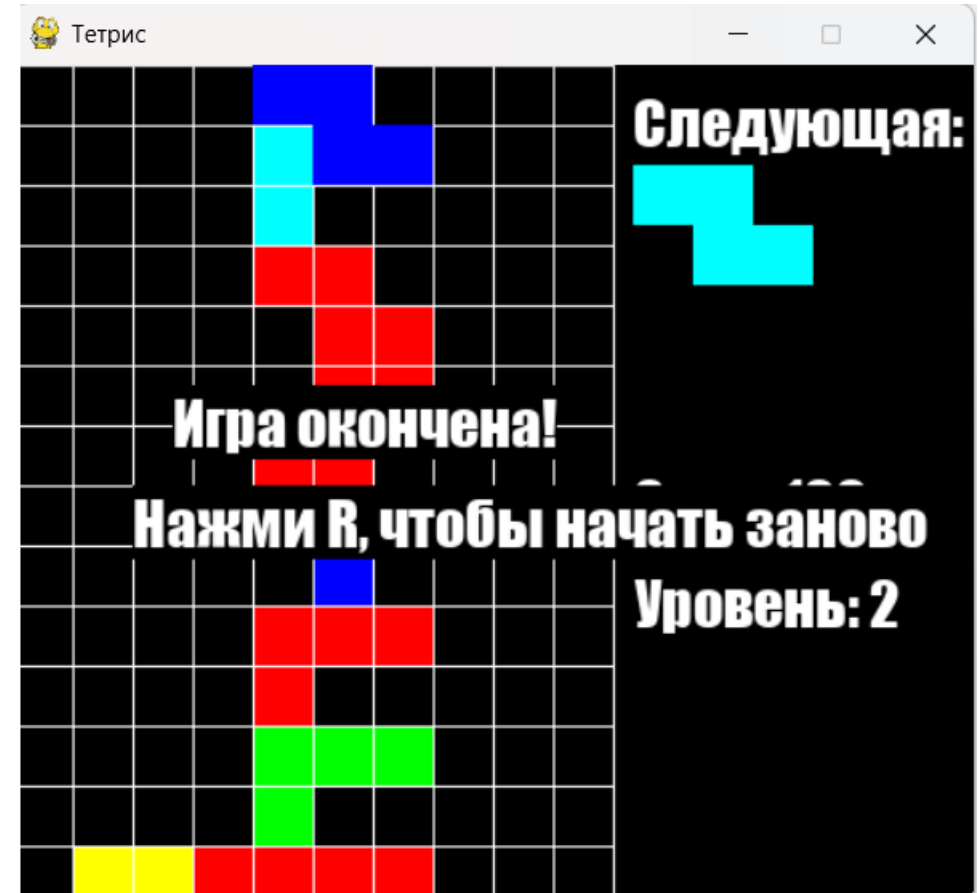 Тетрис
Следующая:
Игра окончена!
Нажми R, чтобы начать заново
Уровень: 2